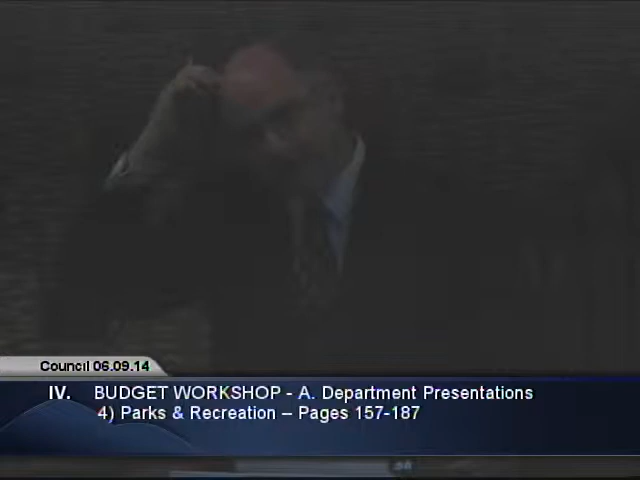 Council 06.09.14
IV. BUDGET WORKSHOP - A. Department Presentations
4) Parks & Recreation – Pages 157-187